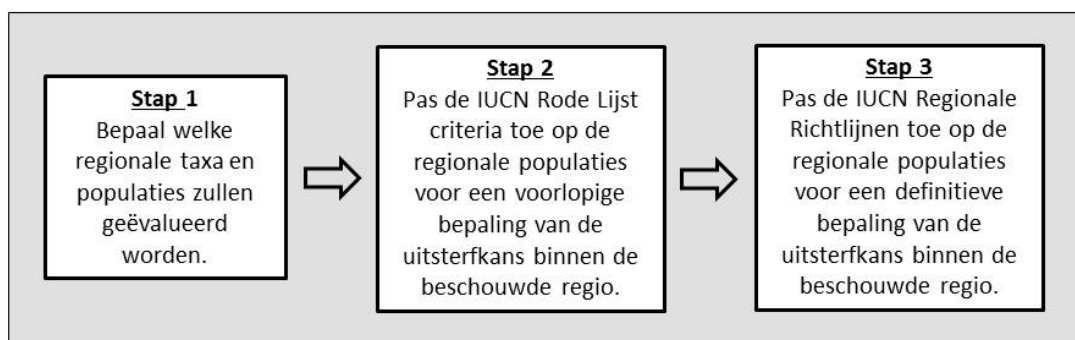 Stap 1
Bepaal welke
regionale taxa en
populaties zullen
geëvalueerd
worden.
Stap 2
Pas de IUCN Rode Lijst
criteria toe op de
regionale populaties
voor een voorlopige
bepaling van de
uitsterfkans binnen de
beschouwde regio.
Stap 3
Pas de IUCN Regionale
Richtlijnen toe op de
regionale populaties
voor een definitieve
bepaling van de
uitsterfkans binnen de
beschouwde regio.